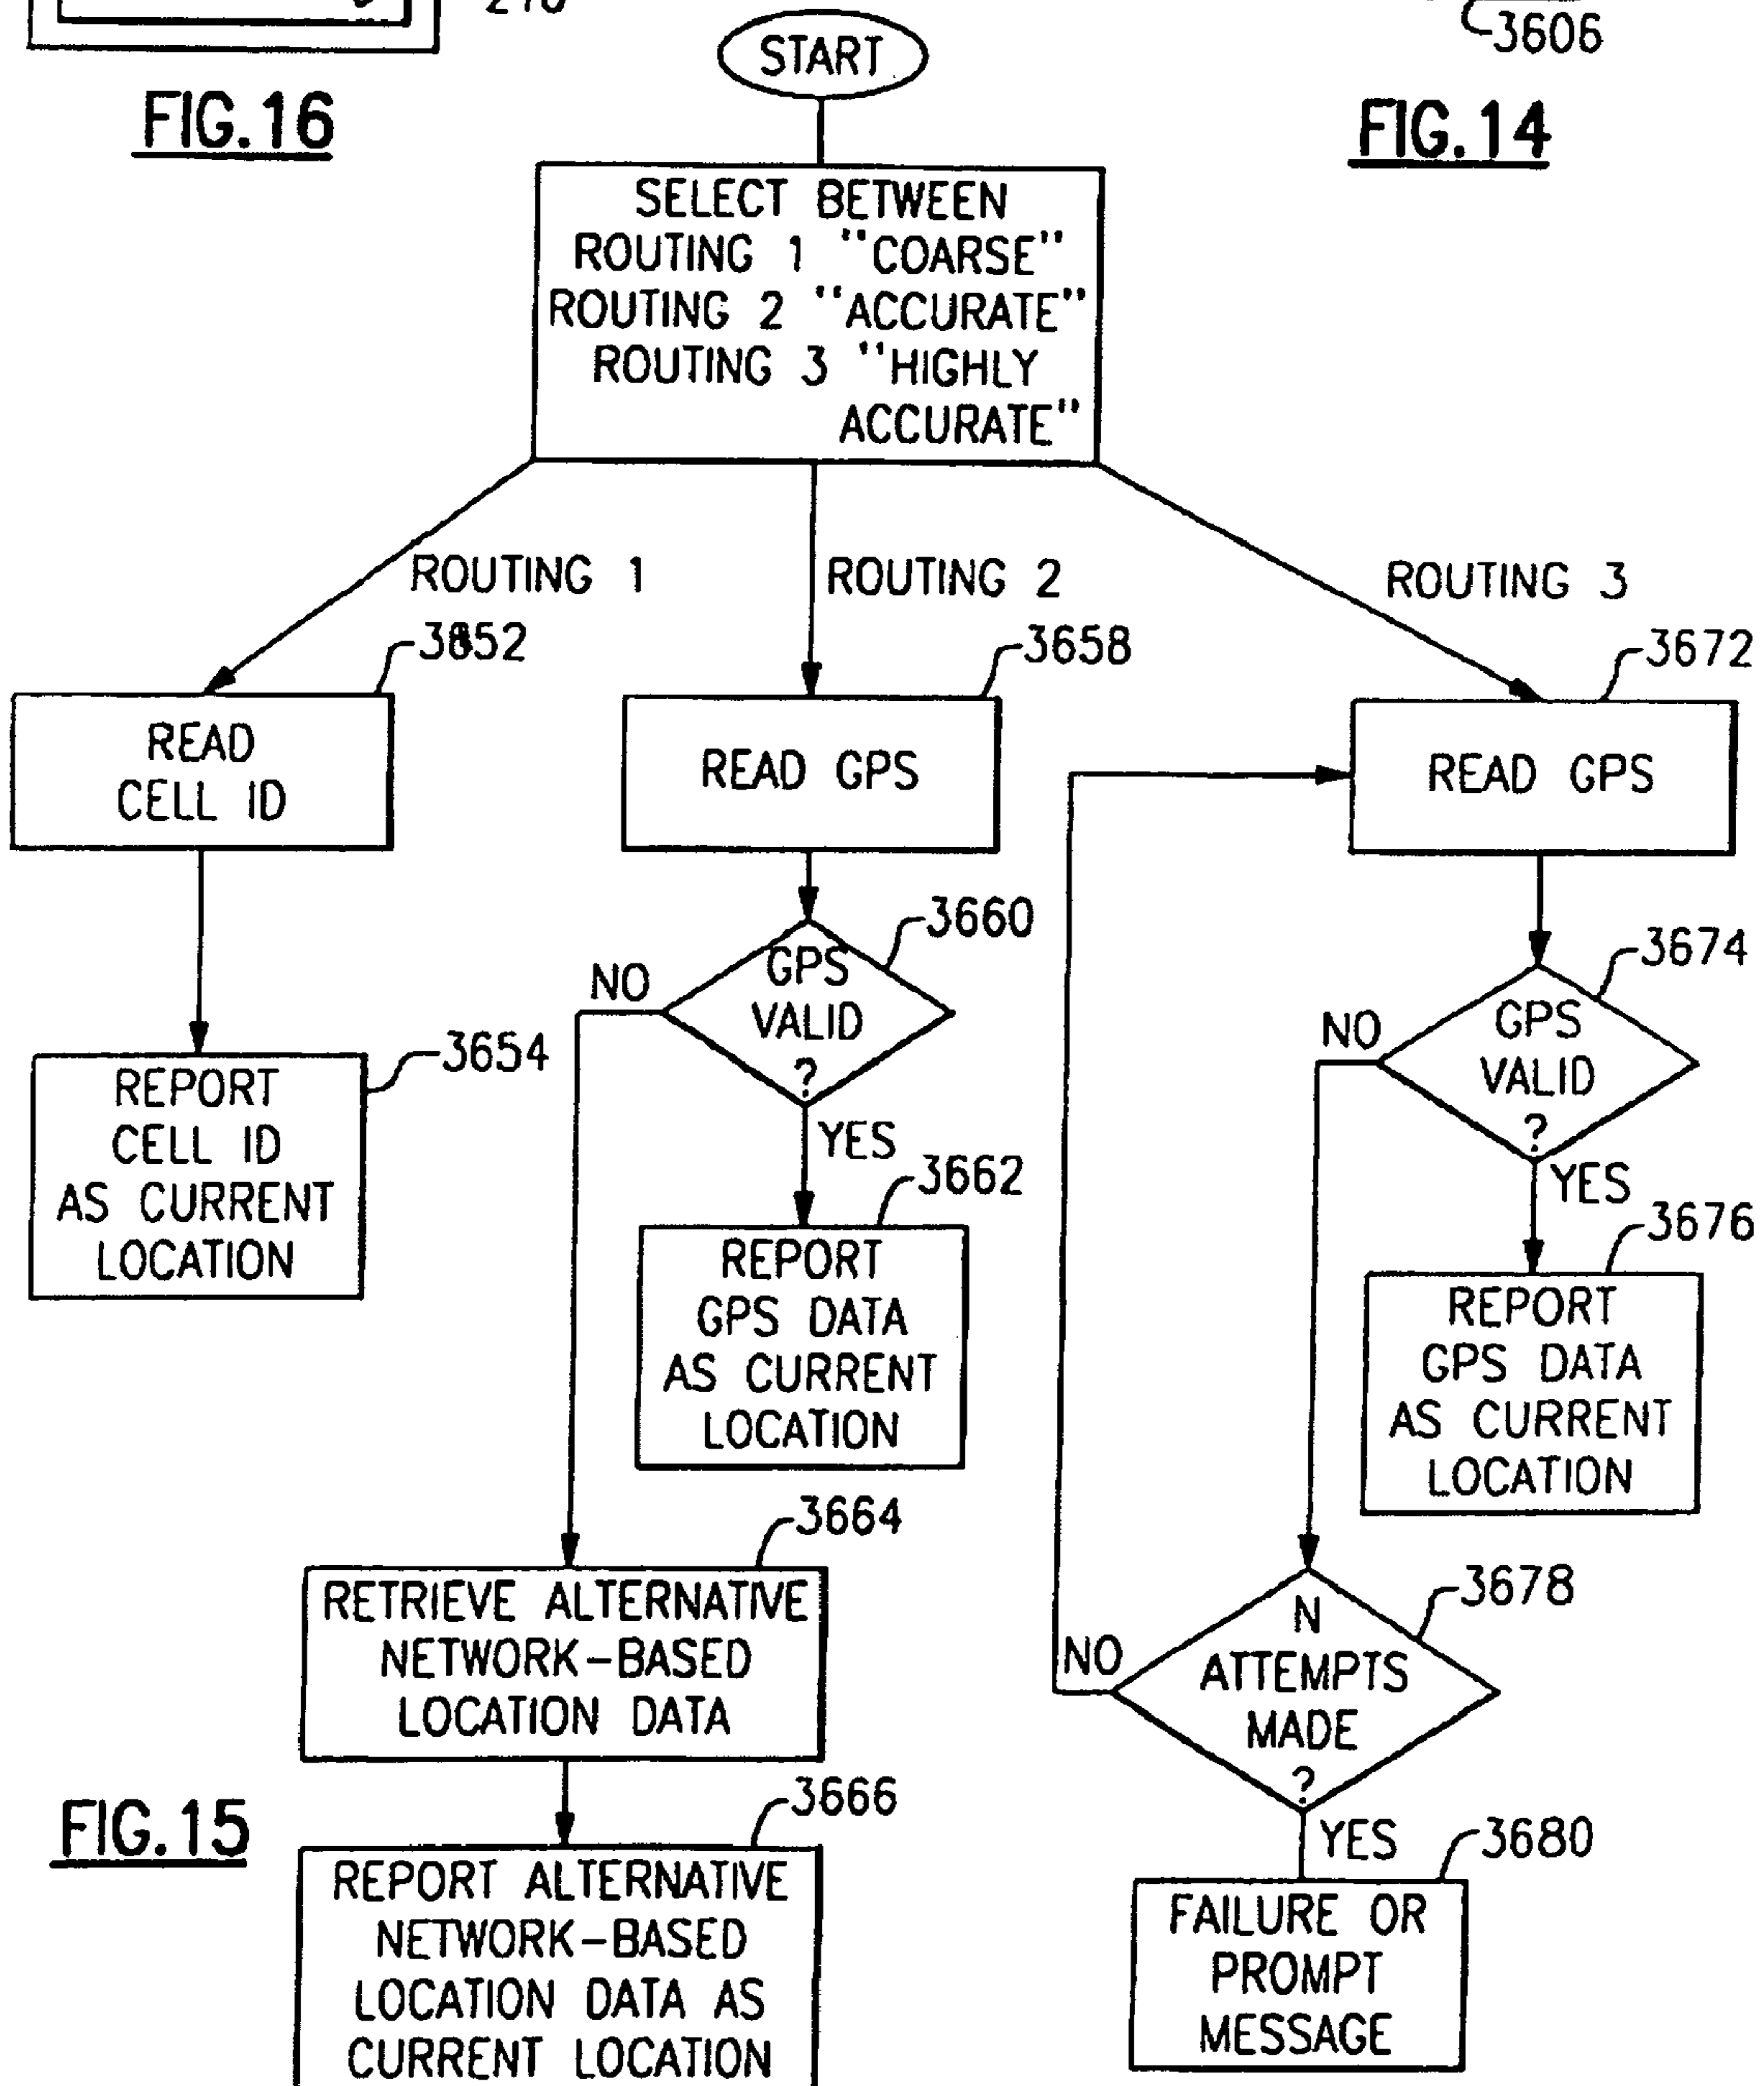 FIG.16
3606
FIG.14
START
SELECT BETWEEN
ROUTING 1 "COARSE"
ROUTING 2 "ACCURATE"
ROUTING 3 "HIGHLY
ACCURATE"
ROUTING 1
ROUTING 2
ROUTING 3
3652
READ
CELL ID
3654
REPORT
CELL ID
AS CURRENT
LOCATION
3658
READ GPS
3660
GPS
VALID
?
NO
YES
3662
REPORT
GPS DATA
AS CURRENT
LOCATION
3664
RETRIEVE ALTERNATIVE
NETWORK-BASED
LOCATION DATA
3666
REPORT ALTERNATIVE
NETWORK-BASED
LOCATION DATA AS
CURRENT LOCATION
3672
READ GPS
3674
GPS
VALID
?
NO
YES
3676
REPORT
GPS DATA
AS CURRENT
LOCATION
3678
N
ATTEMPTS
MADE
?
NO
YES
3680
FAILURE OR
PROMPT
MESSAGE
FIG.15